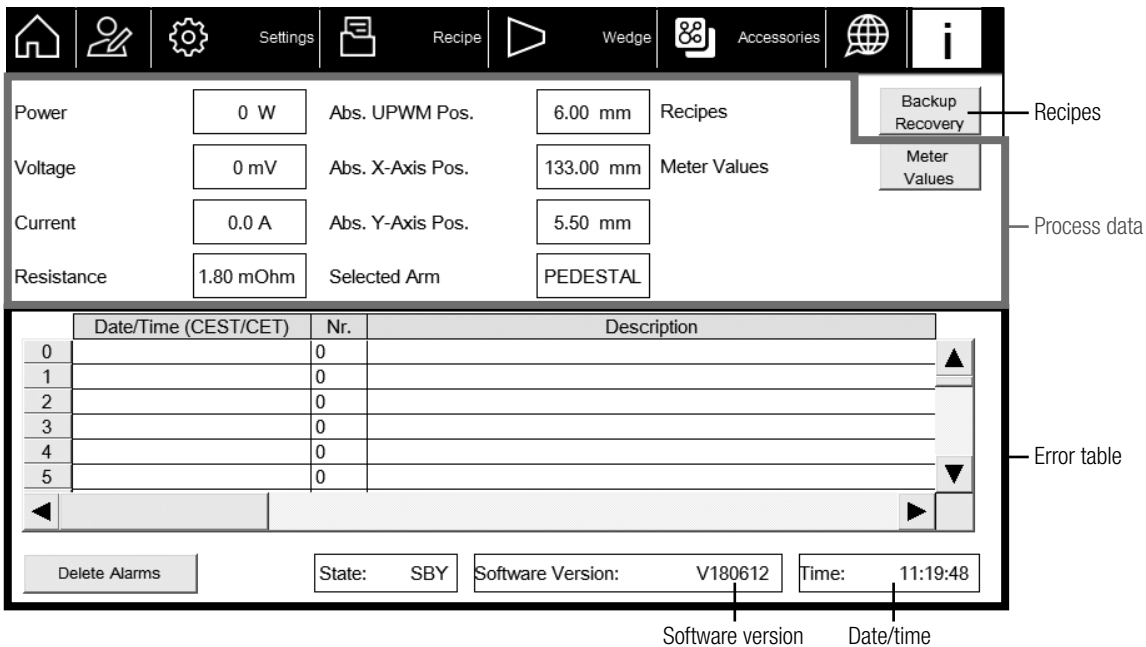 Settings Recipe Wedge Accessories i
Power 0 W Abs. UPWM Pos. 6.00 mm Recipes Backup Recovery Recipes
Voltage 0 mV Abs. X-Axis Pos. 133.00 mm Meter Values Meter Values
Current 0.0 A Abs. Y-Axis Pos. 5.50 mm Process data
Resistance 1.80 mOhm Selected Arm PEDESTAL
Date/Time (CEST/CET) Nr. Description
0 0
1 0
2 0
3 0
4 0 Error table
5 0
Delete Alarms State: SBY Software Version: V180612 Time: 11:19:48
Software version Date/time